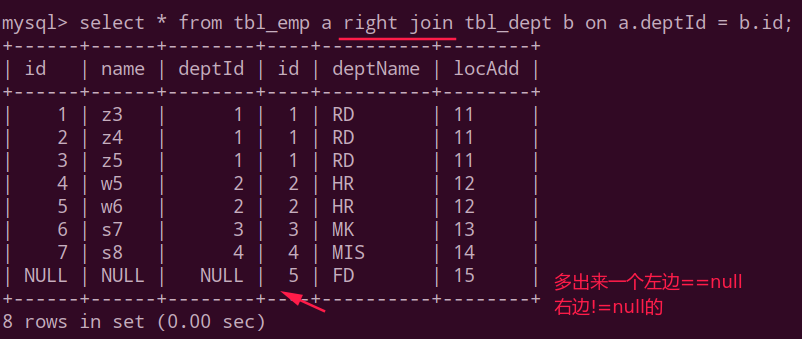 mysql> select * from tbl_emp a right join tbl_dept b on a.deptId = b.id;
+------+------+--------+----+----------+--------+
| id   | name | deptId | id | deptName | locAdd |
+------+------+--------+----+----------+--------+
|    1 | z3   |      1 |  1 | RD       | 11     |
|    2 | z4   |      1 |  1 | RD       | 11     |
|    3 | z5   |      1 |  1 | RD       | 11     |
|    4 | w5   |      2 |  2 | HR       | 12     |
|    5 | w6   |      2 |  2 | HR       | 12     |
|    6 | s7   |      3 |  3 | MK       | 13     |
|    7 | s8   |      4 |  4 | MIS      | 14     |
| NULL | NULL |   NULL |  5 | FD       | 15     |
+------+------+--------+----+----------+--------+
多出来一个左边==null
右边!=null的
8 rows in set (0.00 sec)